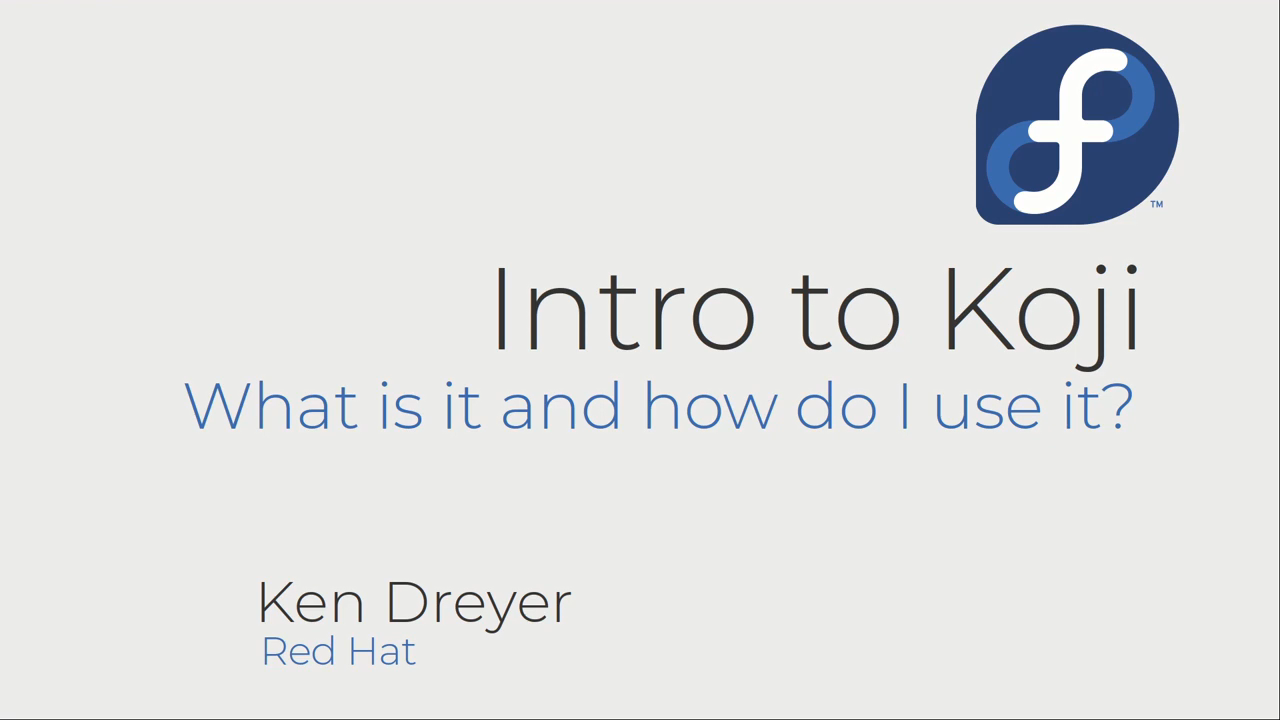 TM
Intro to Koji
What is it and how do I use it?
Ken Dreyer
Red Hat